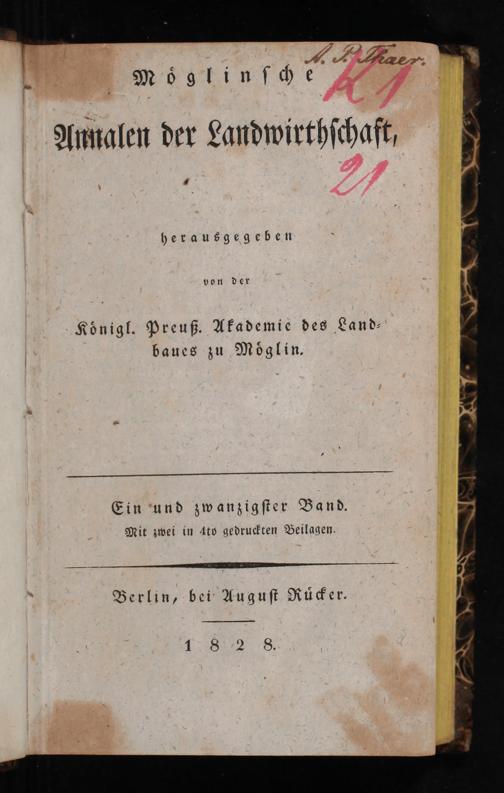 A. P. Thaer.
K1
Möglinsche
Annalen der Landwirthschaft,
21
herausgegeben
von der
Königl. Preuß. Akademie des Land-
baues zu Möglin.
Ein und zwanzigster Band.
Mit zwei in 4to gedruckten Beilagen.
Berlin, bei August Rücker.
1828.